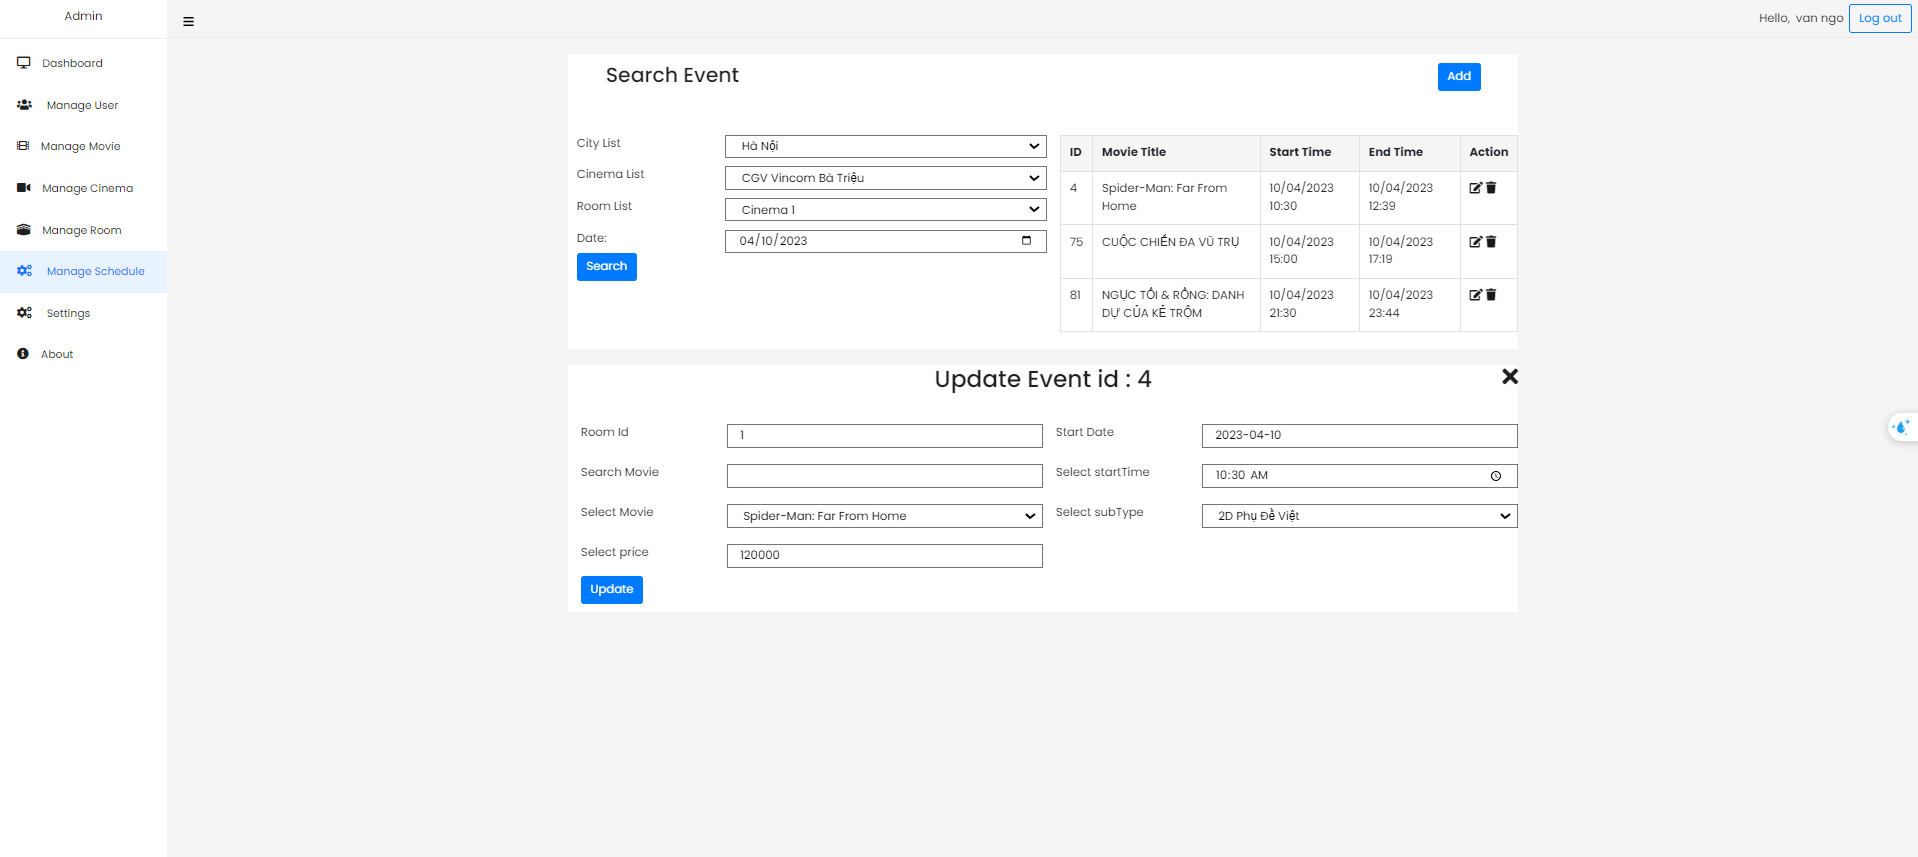 Admin
Hello, van ngo
Log out
Dashboard
Manage User
Manage Movie
Manage Cinema
Manage Room
Manage Schedule
Settings
About
Search Event
Add
City List
Hà Nội
Cinema List
CGV Vincom Bà Triệu
Room List
Cinema 1
Date:
04/10/2023
Search
ID Movie Title Start Time End Time Action
4 Spider-Man: Far From 10/04/2023 10/04/2023
Home 10:30 12:39
75 CUỘC CHIẾN ĐA VŨ TRỤ 10/04/2023 10/04/2023
15:00 17:19
81 NGỤC TỐI & RỒNG: DANH 10/04/2023 10/04/2023
DỰ CỦA KẺ TRỘM 21:30 23:44
Update Event id : 4
Room Id 1 Start Date 2023-04-10
Search Movie Select startTime 10:30 AM
Select Movie Spider-Man: Far From Home Select subType 2D Phụ Đề Việt
Select price 120000
Update